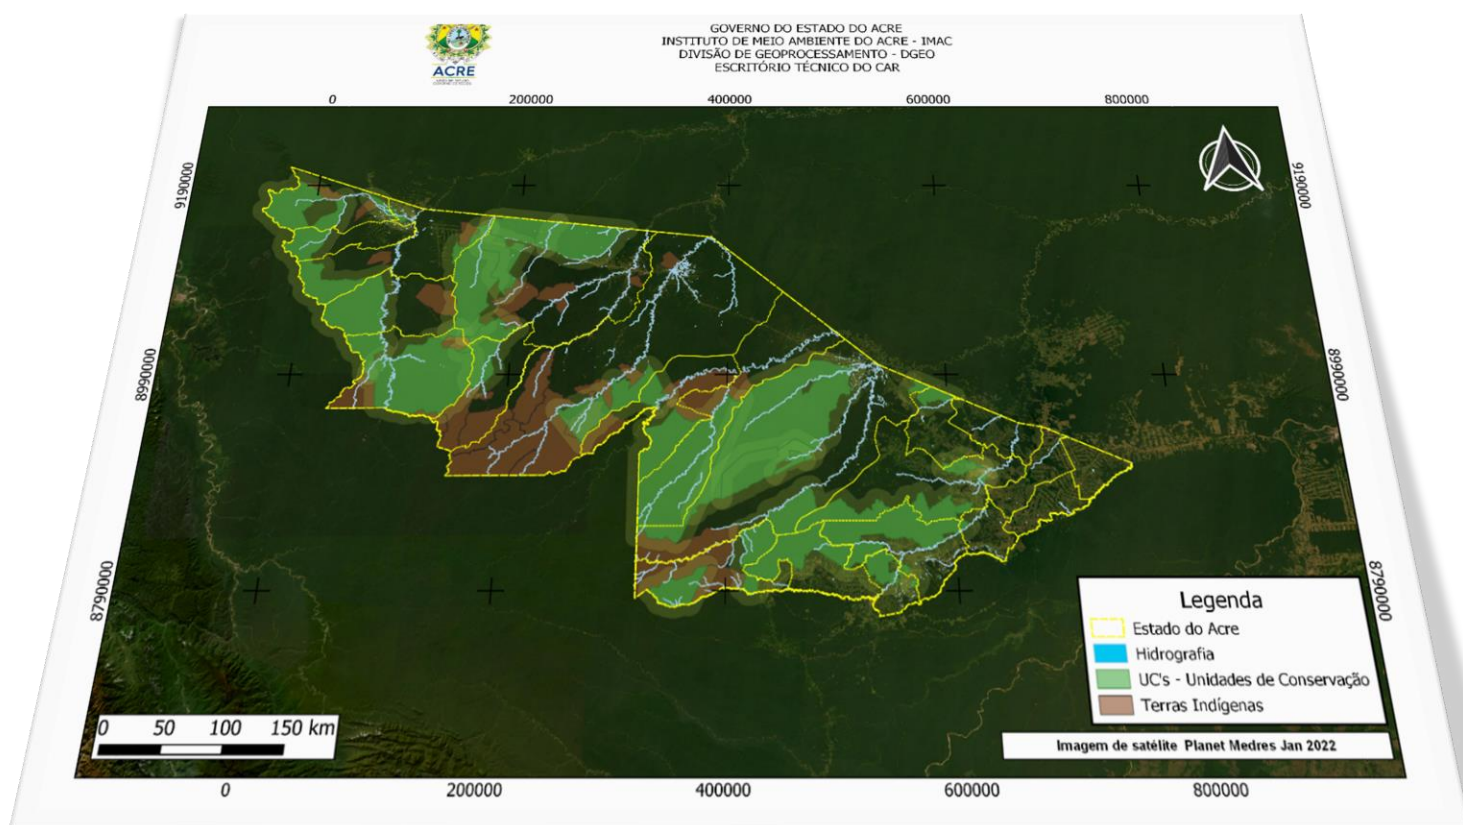 GOVERNO DO ESTADO DO ACRE
INSTITUTO DE MEIO AMBIENTE DO ACRE - IMAC
DIVISÃO DE GEOPROCESSAMENTO - DGEO
ESCRITÓRIO TÉCNICO DO CAR
ACRE
0 200000 400000 600000 800000
9190000 9190000
8990000 8990000
8790000 8790000
Legenda
Estado do Acre
Hidrografia
UC's - Unidades de Conservação
Terras Indígenas
0 50 100 150 km
Imagem de satélite Planet Medres Jan 2022
0 200000 400000 600000 800000